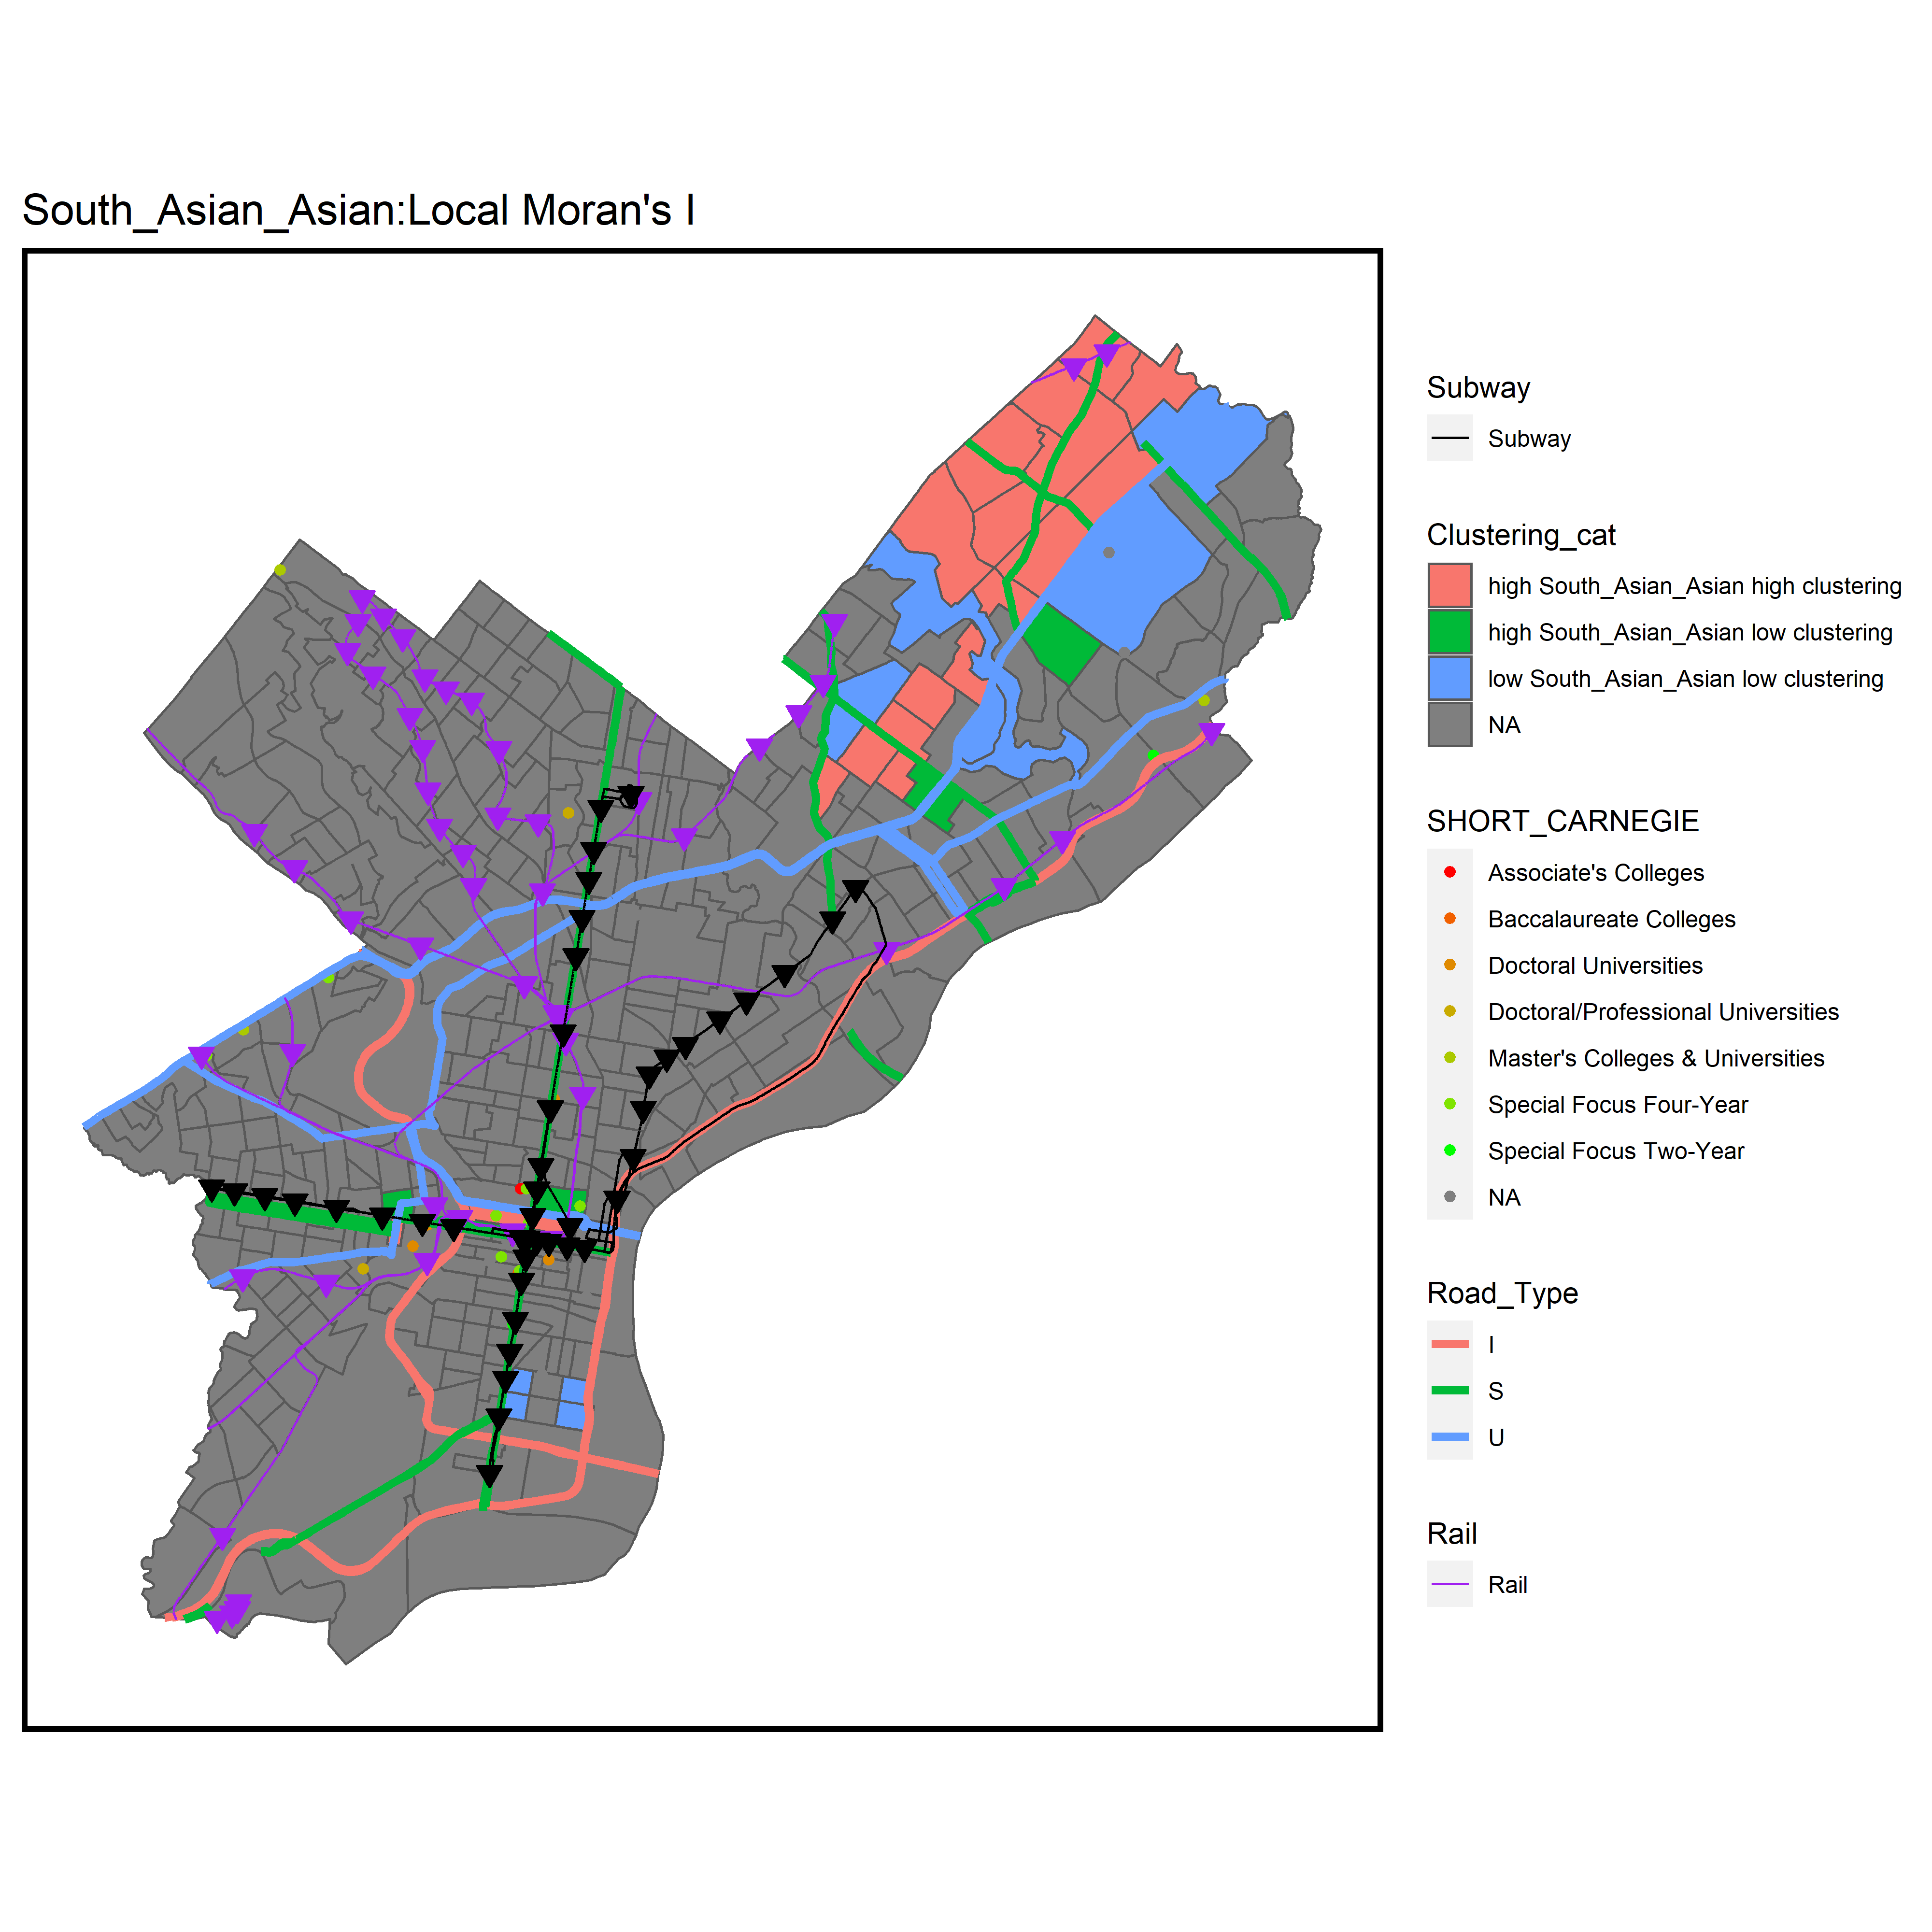 South_Asian_Asian:Local Moran's I
Subway
Subway
Clustering_cat
high South_Asian_Asian high clustering
high South_Asian_Asian low clustering
low South_Asian_Asian low clustering
NA
SHORT_CARNEGIE
Associate's Colleges
Baccalaureate Colleges
Doctoral Universities
Doctoral/Professional Universities
Master's Colleges & Universities
Special Focus Four-Year
Special Focus Two-Year
NA
Road_Type
I
S
U
Rail
Rail